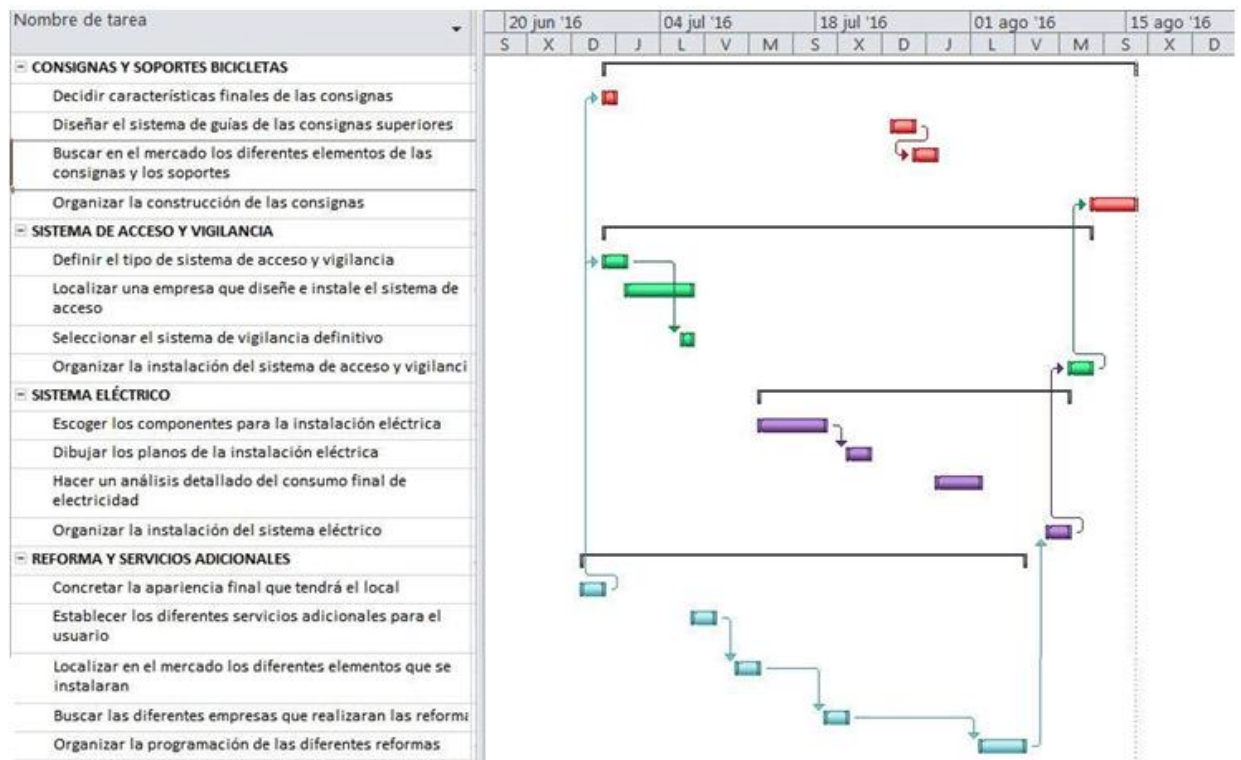 Nombre de tarea
20 jun '16 04 jul '16 18 jul '16 01 ago '16 15 ago '16
S X D J L V M S X D J L V M S X D
CONSIGNAS Y SOPORTES BICICLETAS
Decidir características finales de las consignas
Diseñar el sistema de guías de las consignas superiores
Buscar en el mercado los diferentes elementos de las
consignas y los soportes
Organizar la construcción de las consignas
SISTEMA DE ACCESO Y VIGILANCIA
Definir el tipo de sistema de acceso y vigilancia
Localizar una empresa que diseñe e instale el sistema de
acceso
Seleccionar el sistema de vigilancia definitivo
Organizar la instalación del sistema de acceso y vigilanci
SISTEMA ELÉCTRICO
Escoger los componentes para la instalación eléctrica
Dibujar los planos de la instalación eléctrica
Hacer un análisis detallado del consumo final de
electricidad
Organizar la instalación del sistema eléctrico
REFORMA Y SERVICIOS ADICIONALES
Concretar la apariencia final que tendrá el local
Establecer los diferentes servicios adicionales para el
usuario
Localizar en el mercado los diferentes elementos que se
instalaran
Buscar las diferentes empresas que realizaran las reforma
Organizar la programación de las diferentes reformas